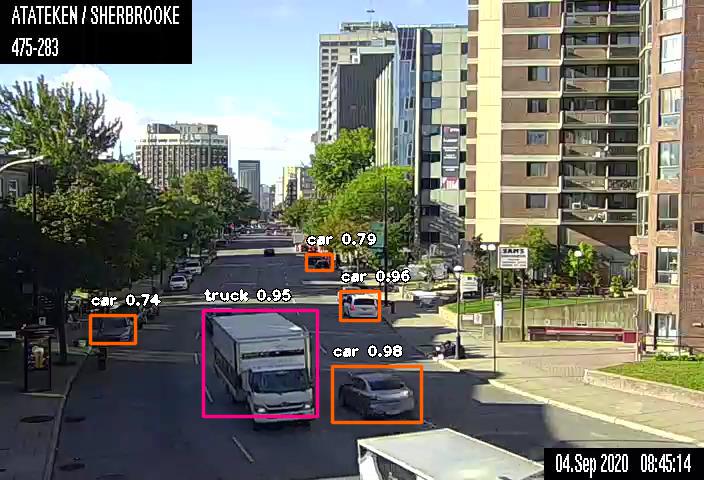 ATATEKEN / SHERBROOKE
475-283
car 0.79
car 0.96
car 0.74
truck 0.95
car 0.98
04.Sep 2020 08:45:14